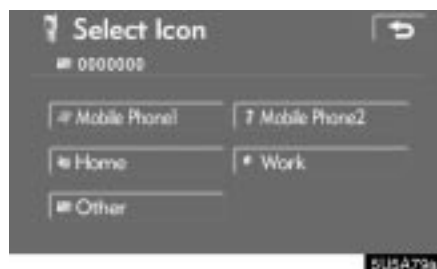 Select Icon
0000000
Mobile Phone1 Mobile Phone2
Home Work
Other
5U5A79a